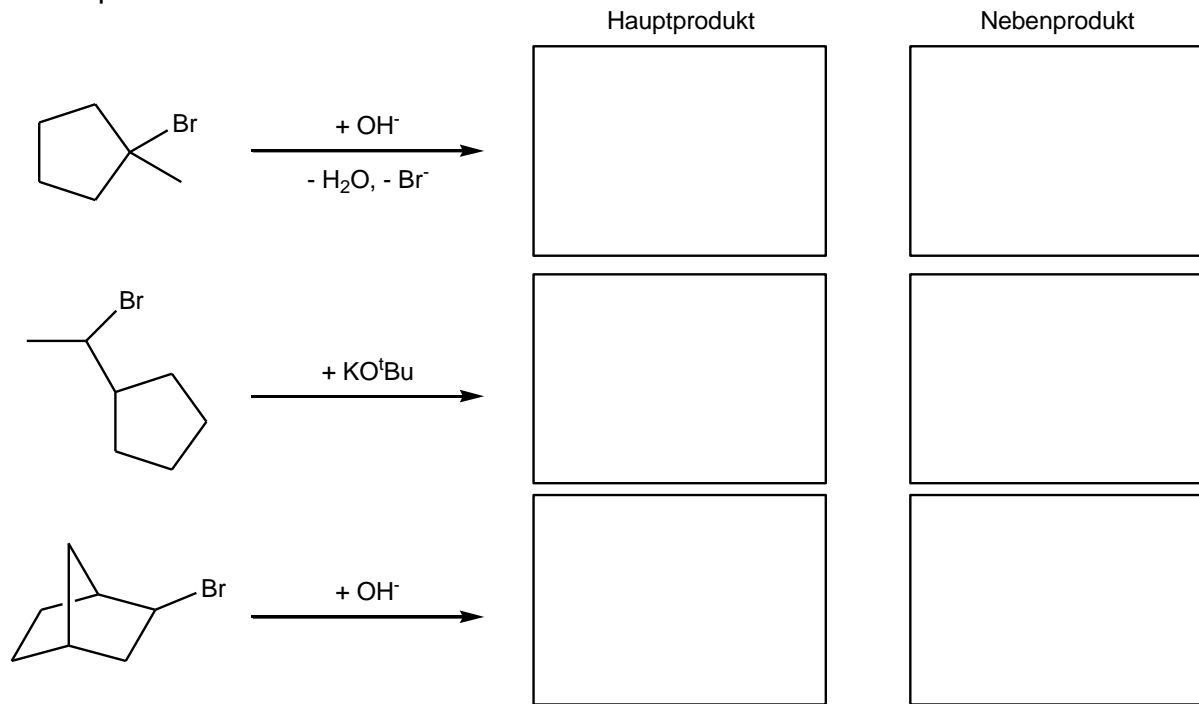 Hauptprodukt
Nebenprodukt
Br
+ OH-
- H2O, - Br-
Br
+ KOtBu
Br
+ OH-